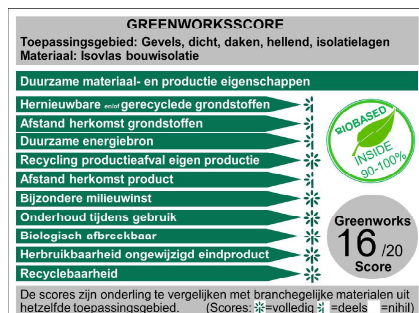 GREENWORKSSCORE
Toepassingsgebied: Gevels, dicht, daken, hellend, isolatielagen
Materiaal: Isovlas bouwisolatie
Duurzame materiaal- en productie eigenschappen
Hernieuwbare en/of gerecyclede grondstoffen
Afstand herkomst grondstoffen
Duurzame energiebron
Recycling productieafval eigen productie
Afstand herkomst product
Bijzondere milieuwinst
Onderhoud tijdens gebruik
Biologisch afbreekbaar
Herbruikbaarheid ongewijzigd eindproduct
Recyclebaarheid
BIOBASED
INSIDE
90-100%
Greenworks
16/20
Score
De scores zijn onderling te vergelijken met branchegelijke materialen uit
hetzelfde toepassingsgebied. (Scores: =volledig =deels =nihil)